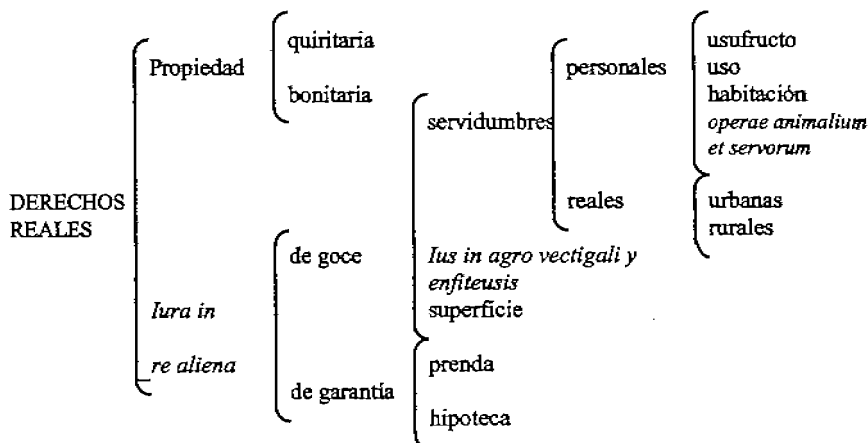 DERECHOS
REALES
Propiedad
quiritaria
bonitaria
Iura in
re aliena
de goce
servidumbres
personales
usufructo
uso
habitación
operae animalium
et servorum
reales
urbanas
rurales
Ius in agro vectigali y
enfiteusis
superfície
de garantía
prenda
hipoteca